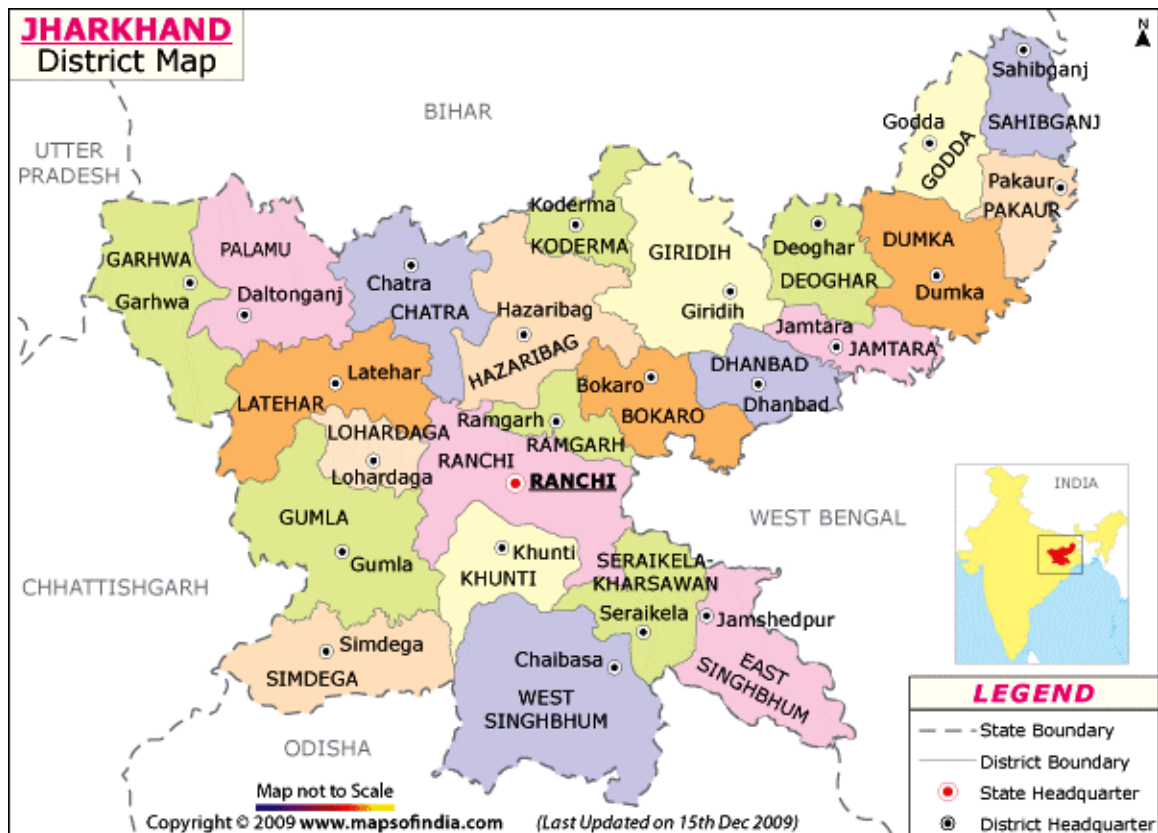 JHARKHAND
District Map
N
BIHAR
UTTER
PRADESH
Sahibganj
SAHIBGANJ
Godda
GODDA
Pakaur
PAKAUR
Koderma
KODERMA
GIRIDIH
Giridih
Deoghar
DEOGHAR
DUMKA
Dumka
GARHWA
Garhwa
PALAMU
Daltonganj
Chatra
CHATRA
Hazaribag
HAZARIBAG
Jamtara
JAMTARA
DHANBAD
Dhanbad
Latehar
LATEHAR
Bokaro
BOKARO
Ramgarh
RAMGARH
LOHARDAGA
Lohardaga
RANCHI
RANCHI
GUMLA
Gumla
Khunti
KHUNTI
SERAIKELA-
KHARSAWAN
Seraikela
Jamshedpur
EAST
SINGHBHUM
WEST BENGAL
INDIA
CHHATTISHGARH
Simdega
SIMDEGA
Chaibasa
WEST
SINGHBHUM
ODISHA
LEGEND
State Boundary
District Boundary
State Headquarter
District Headquarter
Map not to Scale
Copyright © 2009 www.mapsofindia.com (Last Updated on 15th Dec 2009)